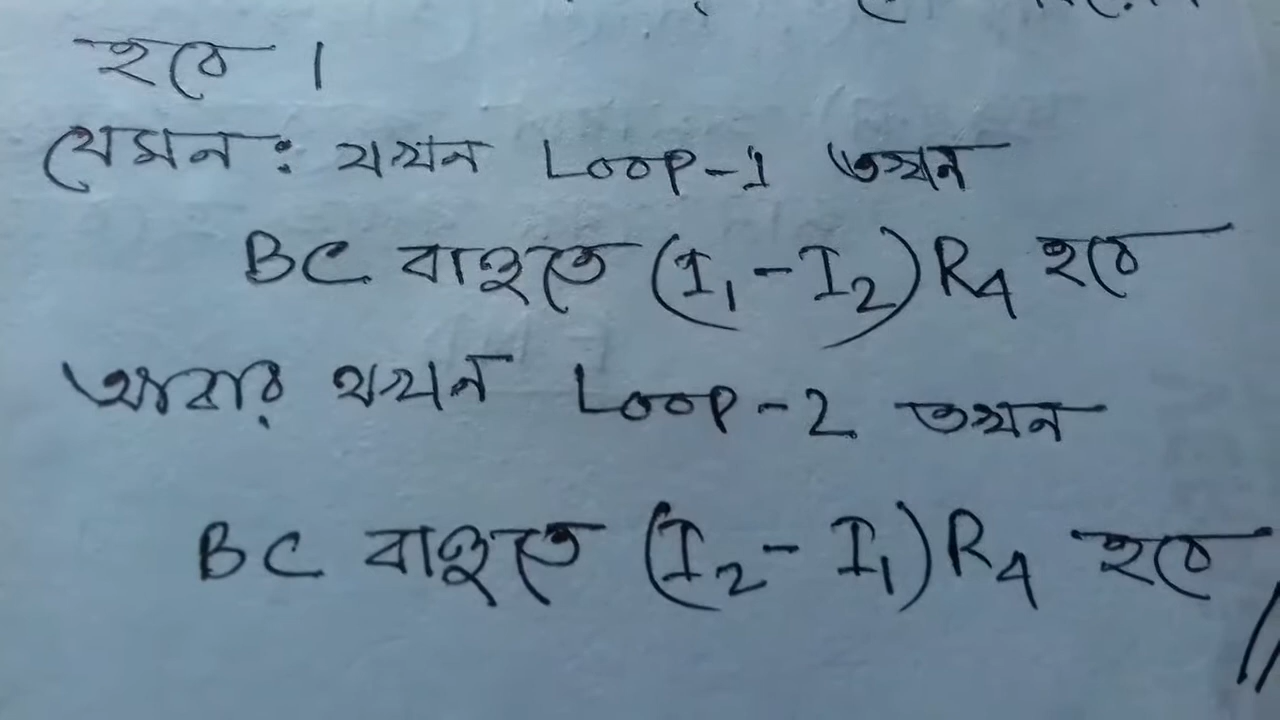 হবে ।
যেমন: যখন Loop-1 তখন
BC বাহুতে (I₁ - I₂) R₄ হবে
আবার যখন Loop-2 তখন
BC বাহুতে (I₂ - I₁) R₄ হবে